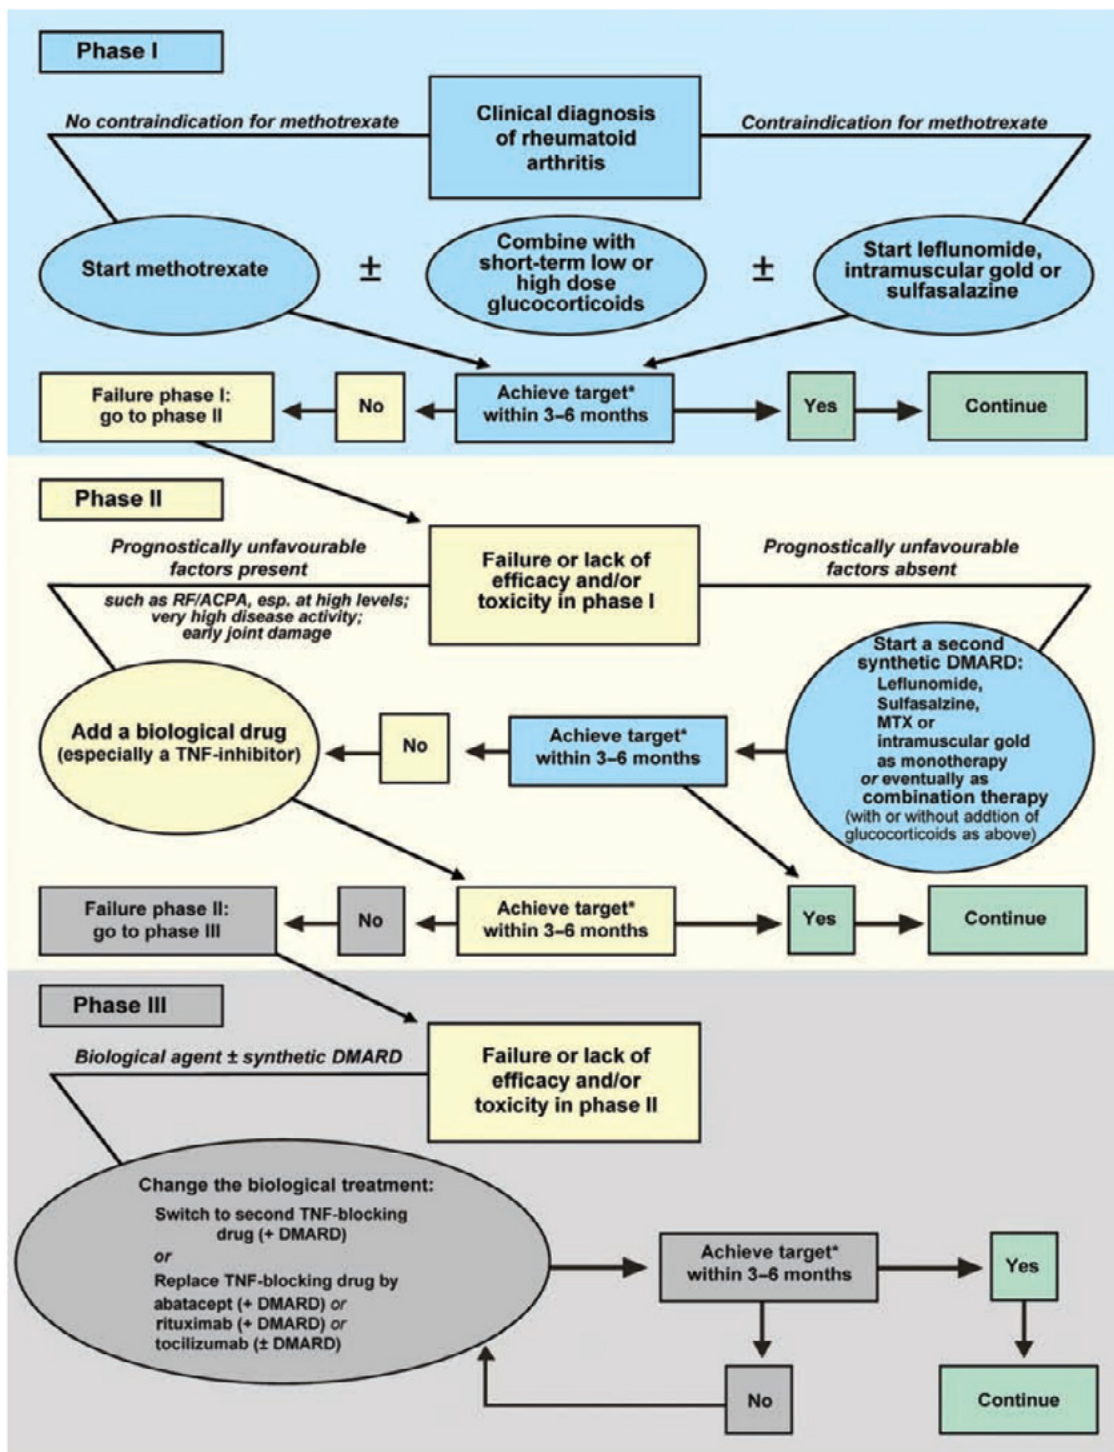 Phase I
No contraindication for methotrexate
Clinical diagnosis
of rheumatoid
arthritis
Contraindication for methotrexate
Start methotrexate
±
Combine with
short-term low or
high dose
glucocorticoids
±
Start leflunomide,
intramuscular gold or
sulfasalazine
Failure phase I:
go to phase II
No
Achieve target*
within 3–6 months
Yes
Continue
Phase II
Prognostically unfavourable
factors present
such as RF/ACPA, esp. at high levels;
very high disease activity;
early joint damage
Failure or lack of
efficacy and/or
toxicity in phase I
Prognostically unfavourable
factors absent
Add a biological drug
(especially a TNF-inhibitor)
No
Achieve target*
within 3–6 months
Start a second
synthetic DMARD:
Leflunomide,
Sulfasalzine,
MTX or
intramuscular gold
as monotherapy
or eventually as
combination therapy
(with or without addtion of
glucocorticoids as above)
Failure phase II:
go to phase III
No
Achieve target*
within 3–6 months
Yes
Continue
Phase III
Biological agent ± synthetic DMARD
Failure or lack of
efficacy and/or
toxicity in phase II
Change the biological treatment:
Switch to second TNF-blocking
drug (+ DMARD)
or
Replace TNF-blocking drug by
abatacept (+ DMARD) or
rituximab (+ DMARD) or
tocilizumab (± DMARD)
Achieve target*
within 3–6 months
Yes
No
Continue